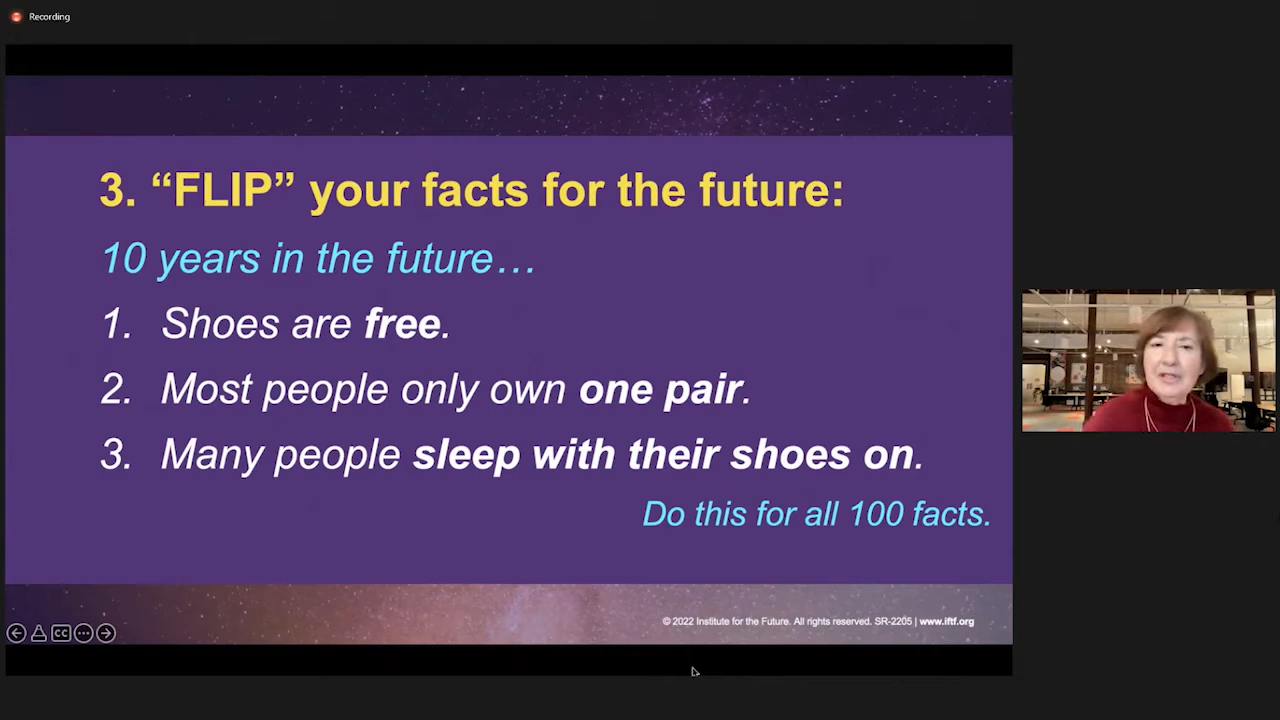 Recording
3. “FLIP” your facts for the future:
10 years in the future…
1. Shoes are free.
2. Most people only own one pair.
3. Many people sleep with their shoes on.
Do this for all 100 facts.
© 2022 Institute for the Future. All rights reserved. SR-2205 | www.iftf.org
CC